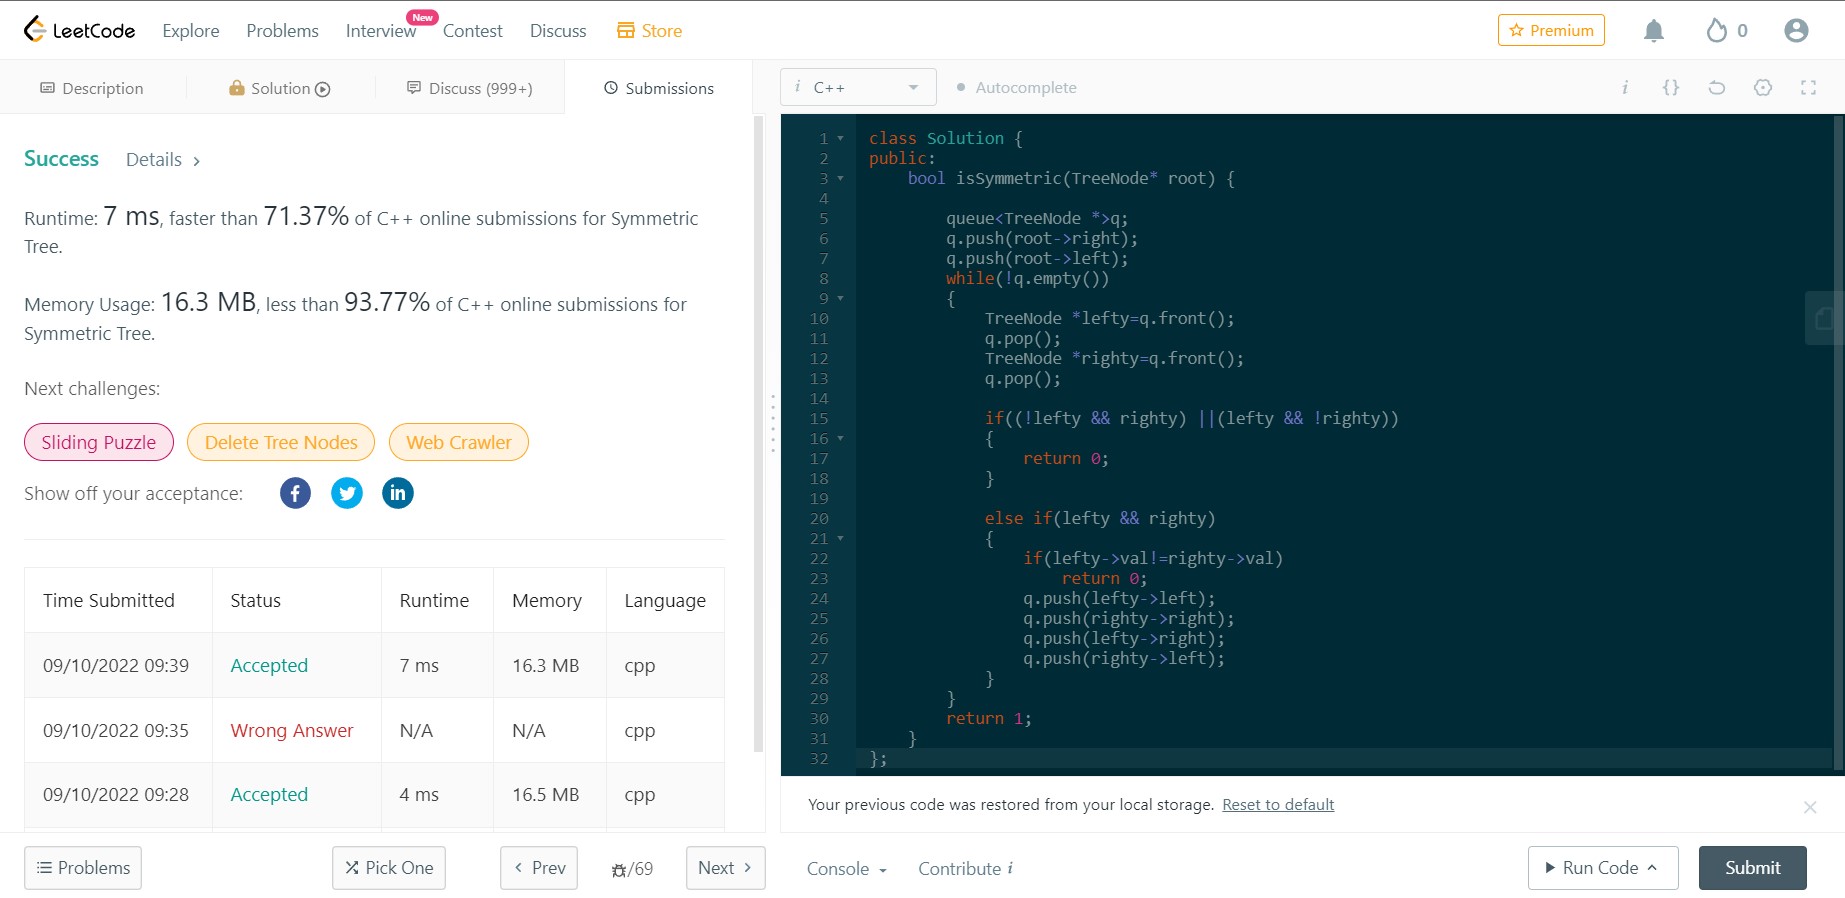 LeetCode Explore Problems Interview New Contest Discuss Store Premium 0
Description Solution Discuss (999+) Submissions
i C++ Autocomplete i {}
Success Details >
Runtime: 7 ms, faster than 71.37% of C++ online submissions for Symmetric
Tree.
Memory Usage: 16.3 MB, less than 93.77% of C++ online submissions for
Symmetric Tree.
Next challenges:
Sliding Puzzle Delete Tree Nodes Web Crawler
Show off your acceptance: f in
Time Submitted Status Runtime Memory Language
09/10/2022 09:39 Accepted 7 ms 16.3 MB cpp
09/10/2022 09:35 Wrong Answer N/A N/A cpp
09/10/2022 09:28 Accepted 4 ms 16.5 MB cpp
Problems Pick One < Prev /69 Next >
1 class Solution {
2 public:
3     bool isSymmetric(TreeNode* root) {
4
5         queue<TreeNode *>q;
6         q.push(root->right);
7         q.push(root->left);
8         while(!q.empty())
9         {
10             TreeNode *lefty=q.front();
11             q.pop();
12             TreeNode *righty=q.front();
13             q.pop();
14
15             if((!lefty && righty) ||(lefty && !righty))
16             {
17                 return 0;
18             }
19
20             else if(lefty && righty)
21             {
22                 if(lefty->val!=righty->val)
23                     return 0;
24                 q.push(lefty->left);
25                 q.push(righty->right);
26                 q.push(lefty->right);
27                 q.push(righty->left);
28             }
29         }
30         return 1;
31     }
32 };
Your previous code was restored from your local storage. Reset to default
Console Contribute i Run Code Submit